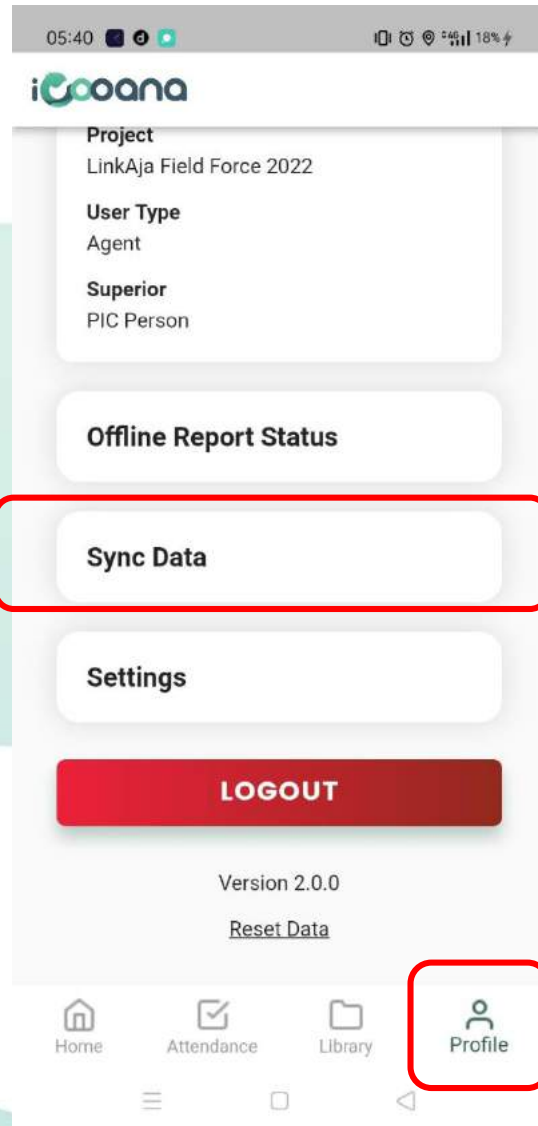 05:40 18%
icooana
Project
LinkAja Field Force 2022
User Type
Agent
Superior
PIC Person
Offline Report Status
Sync Data
Settings
LOGOUT
Version 2.0.0
Reset Data
Home Attendance Library Profile